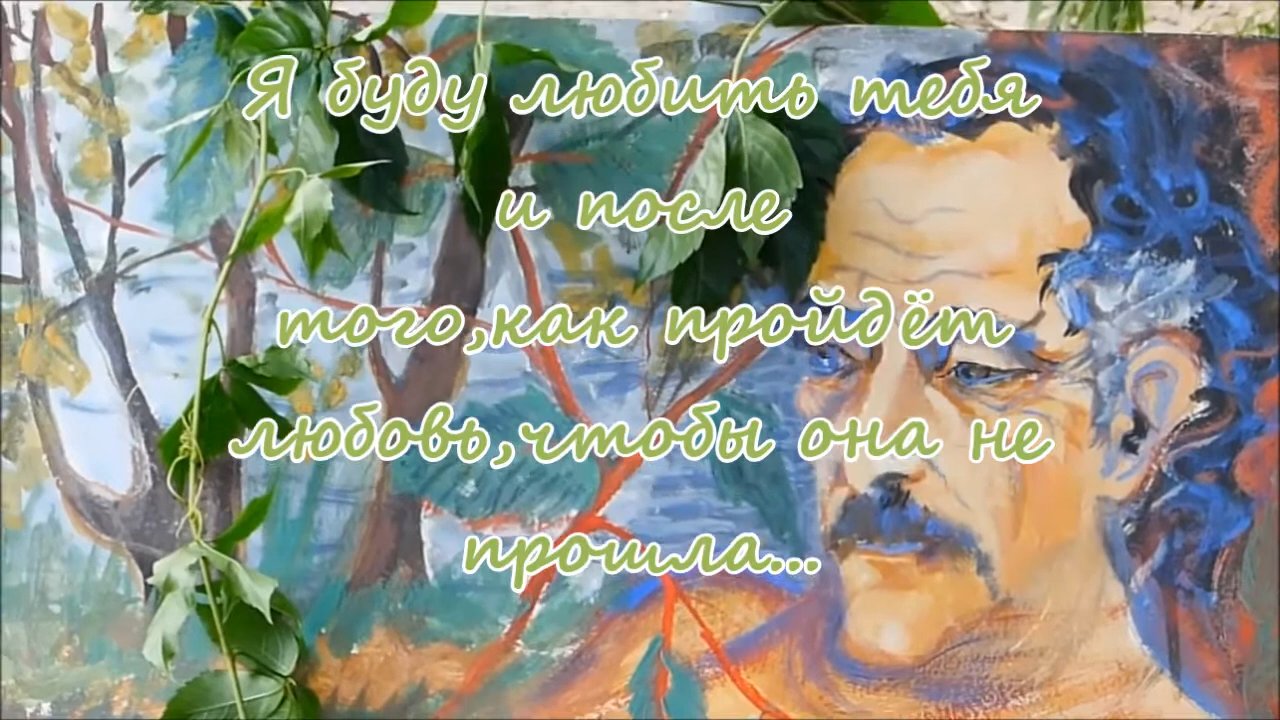 Я буду любить тебя
и после
того,как пройдёт
любовь,чтобы она не
прошла...